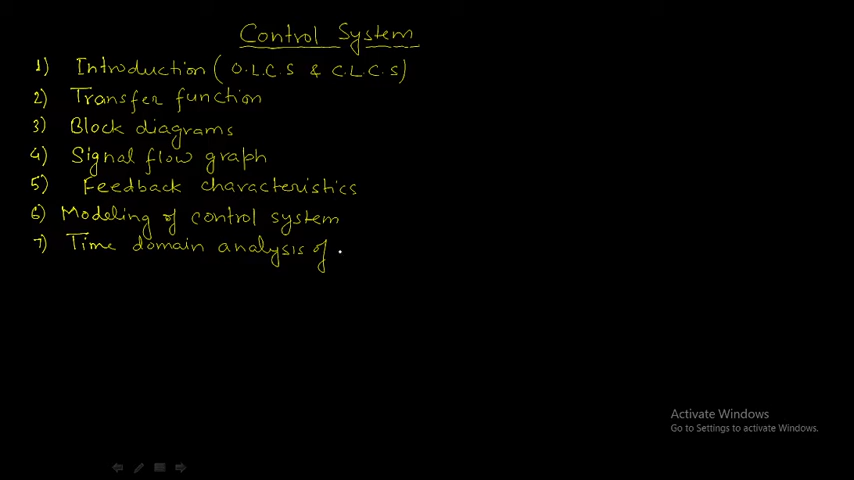 Control System
1) Introduction ( O.L.C.S & C.L.C.S)
2) Transfer function
3) Block diagrams
4) Signal flow graph
5) Feedback characteristics
6) Modeling of control system
7) Time domain analysis of
Activate Windows
Go to Settings to activate Windows.